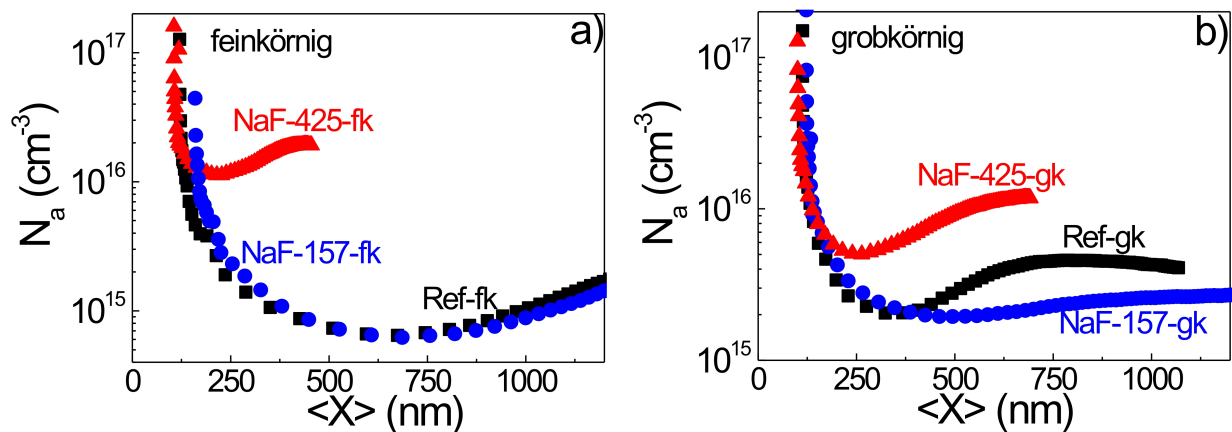 a)
feinkörnig
NaF-425-fk
NaF-157-fk
Ref-fk
10^17
10^16
10^15
N_a (cm^-3)
0 250 500 750 1000
<X> (nm)
b)
grobkörnig
NaF-425-gk
Ref-gk
NaF-157-gk
10^17
10^16
10^15
N_a (cm^-3)
0 250 500 750 1000
<X> (nm)